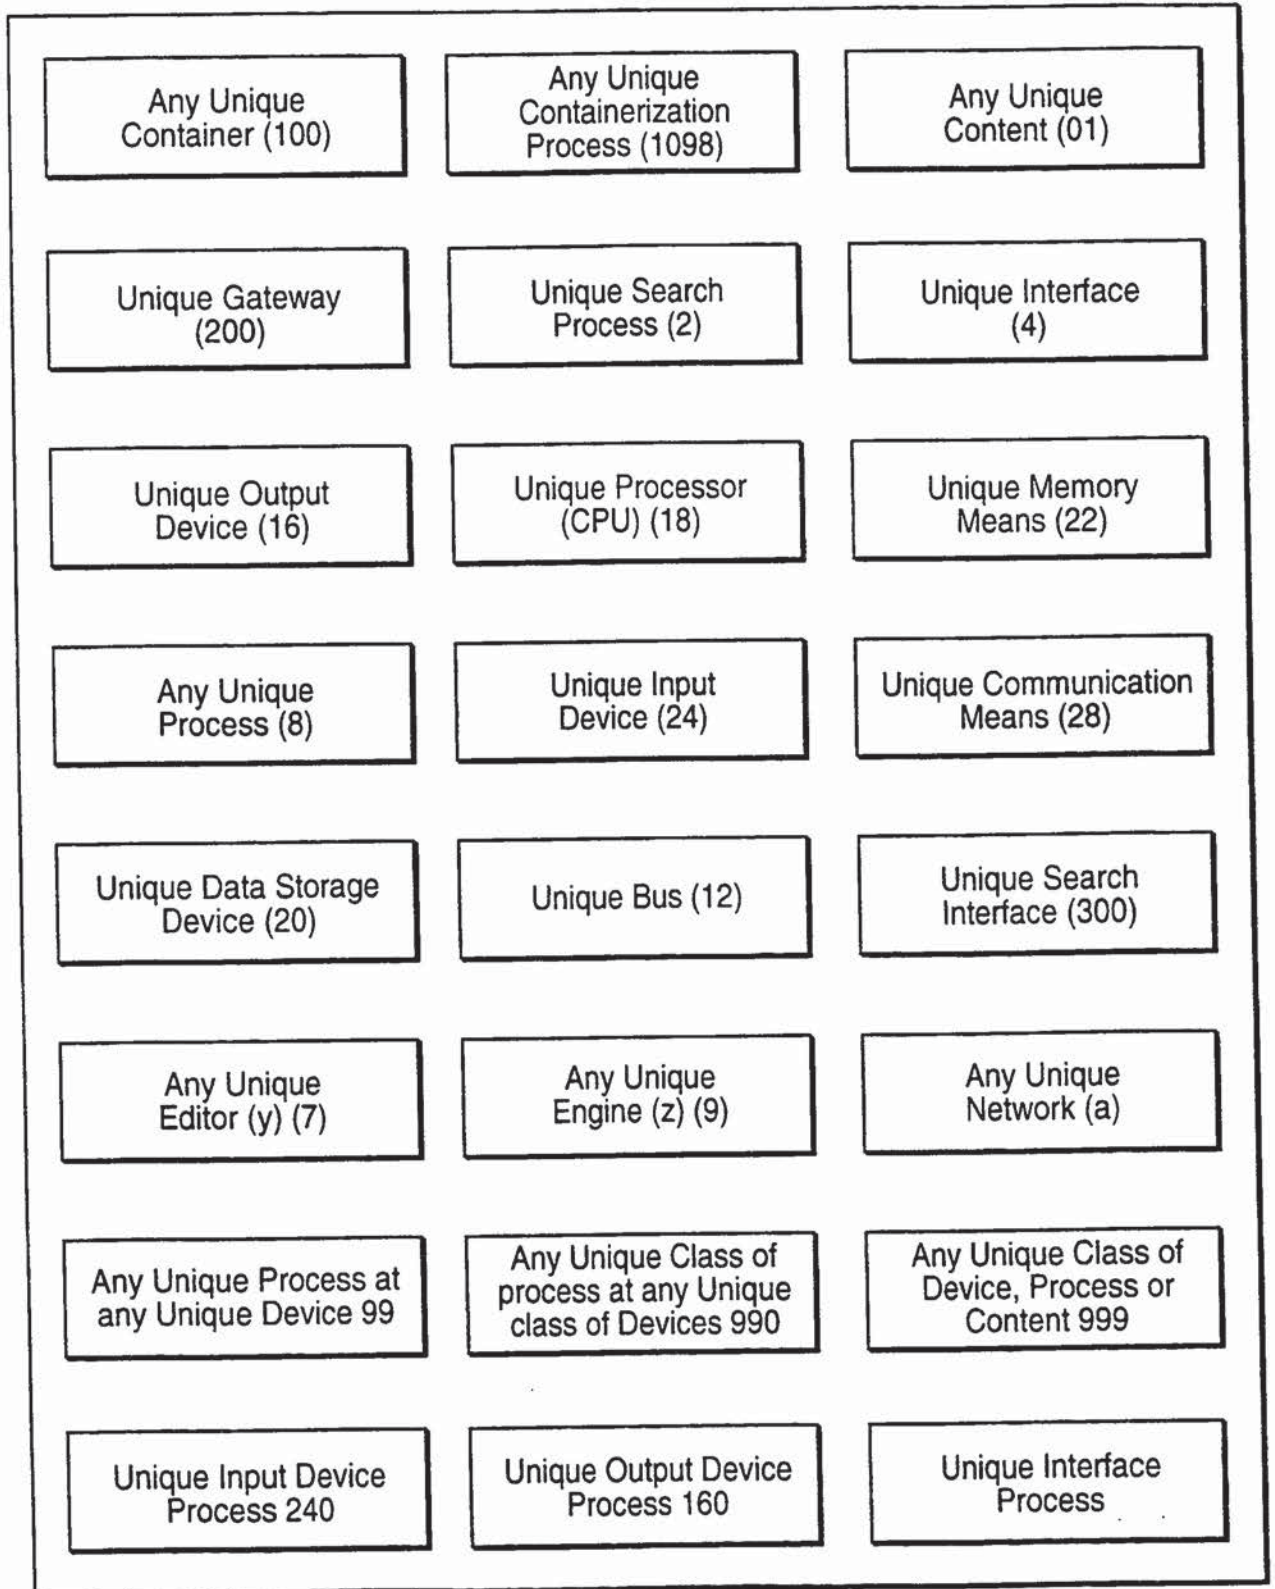 Any Unique
Container (100)
Any Unique
Containerization
Process (1098)
Any Unique
Content (01)
Unique Gateway
(200)
Unique Search
Process (2)
Unique Interface
(4)
Unique Output
Device (16)
Unique Processor
(CPU) (18)
Unique Memory
Means (22)
Any Unique
Process (8)
Unique Input
Device (24)
Unique Communication
Means (28)
Unique Data Storage
Device (20)
Unique Bus (12)
Unique Search
Interface (300)
Any Unique
Editor (y) (7)
Any Unique
Engine (z) (9)
Any Unique
Network (a)
Any Unique Process at
any Unique Device 99
Any Unique Class of
process at any Unique
class of Devices 990
Any Unique Class of
Device, Process or
Content 999
Unique Input Device
Process 240
Unique Output Device
Process 160
Unique Interface
Process